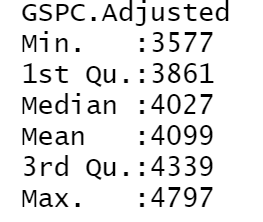 GSPC.Adjusted
Min.   :3577
1st Qu.:3861
Median :4027
Mean   :4099
3rd Qu.:4339
Max.   :4797